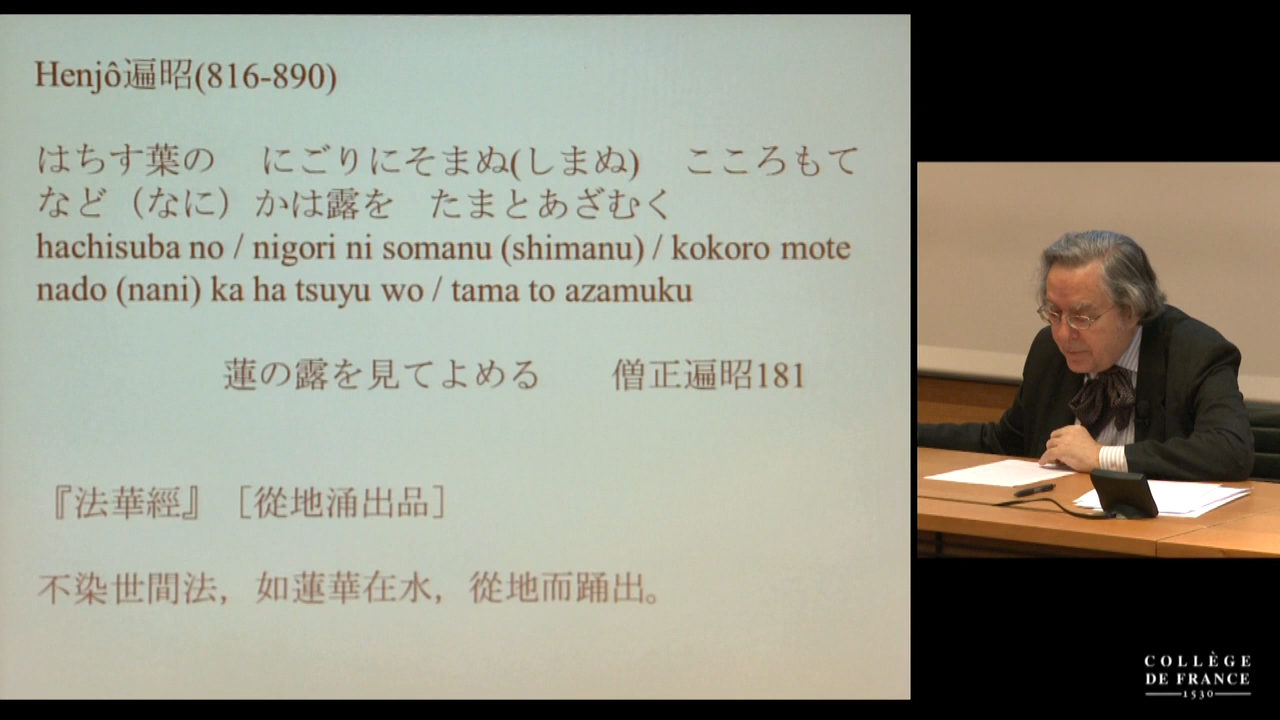 Henjô遍昭(816-890)
はちす葉の　にごりにそまぬ(しまぬ)　こころもて
など（なに）かは露を　たまとあざむく
hachisuba no / nigori ni somanu (shimanu) / kokoro mote
nado (nani) ka ha tsuyu wo / tama to azamuku
蓮の露を見てよめる　　僧正遍昭181
『法華經』［從地涌出品］
不染世間法，如蓮華在水，從地而踊出。
COLLÈGE
DE FRANCE
1530